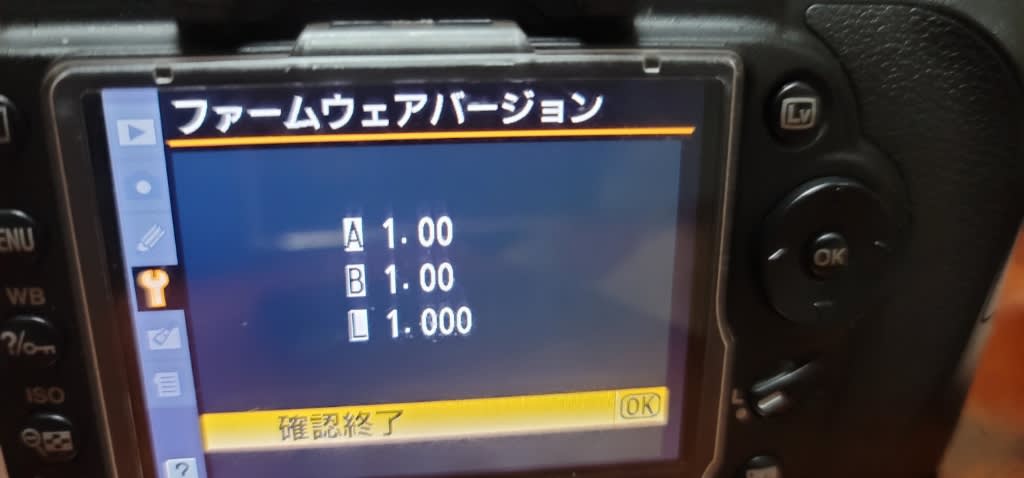 ファームウェアバージョン
A 1.00
B 1.00
L 1.000
確認終了 OK
?
Lv
OK
ENU
WB
?/
ISO
L